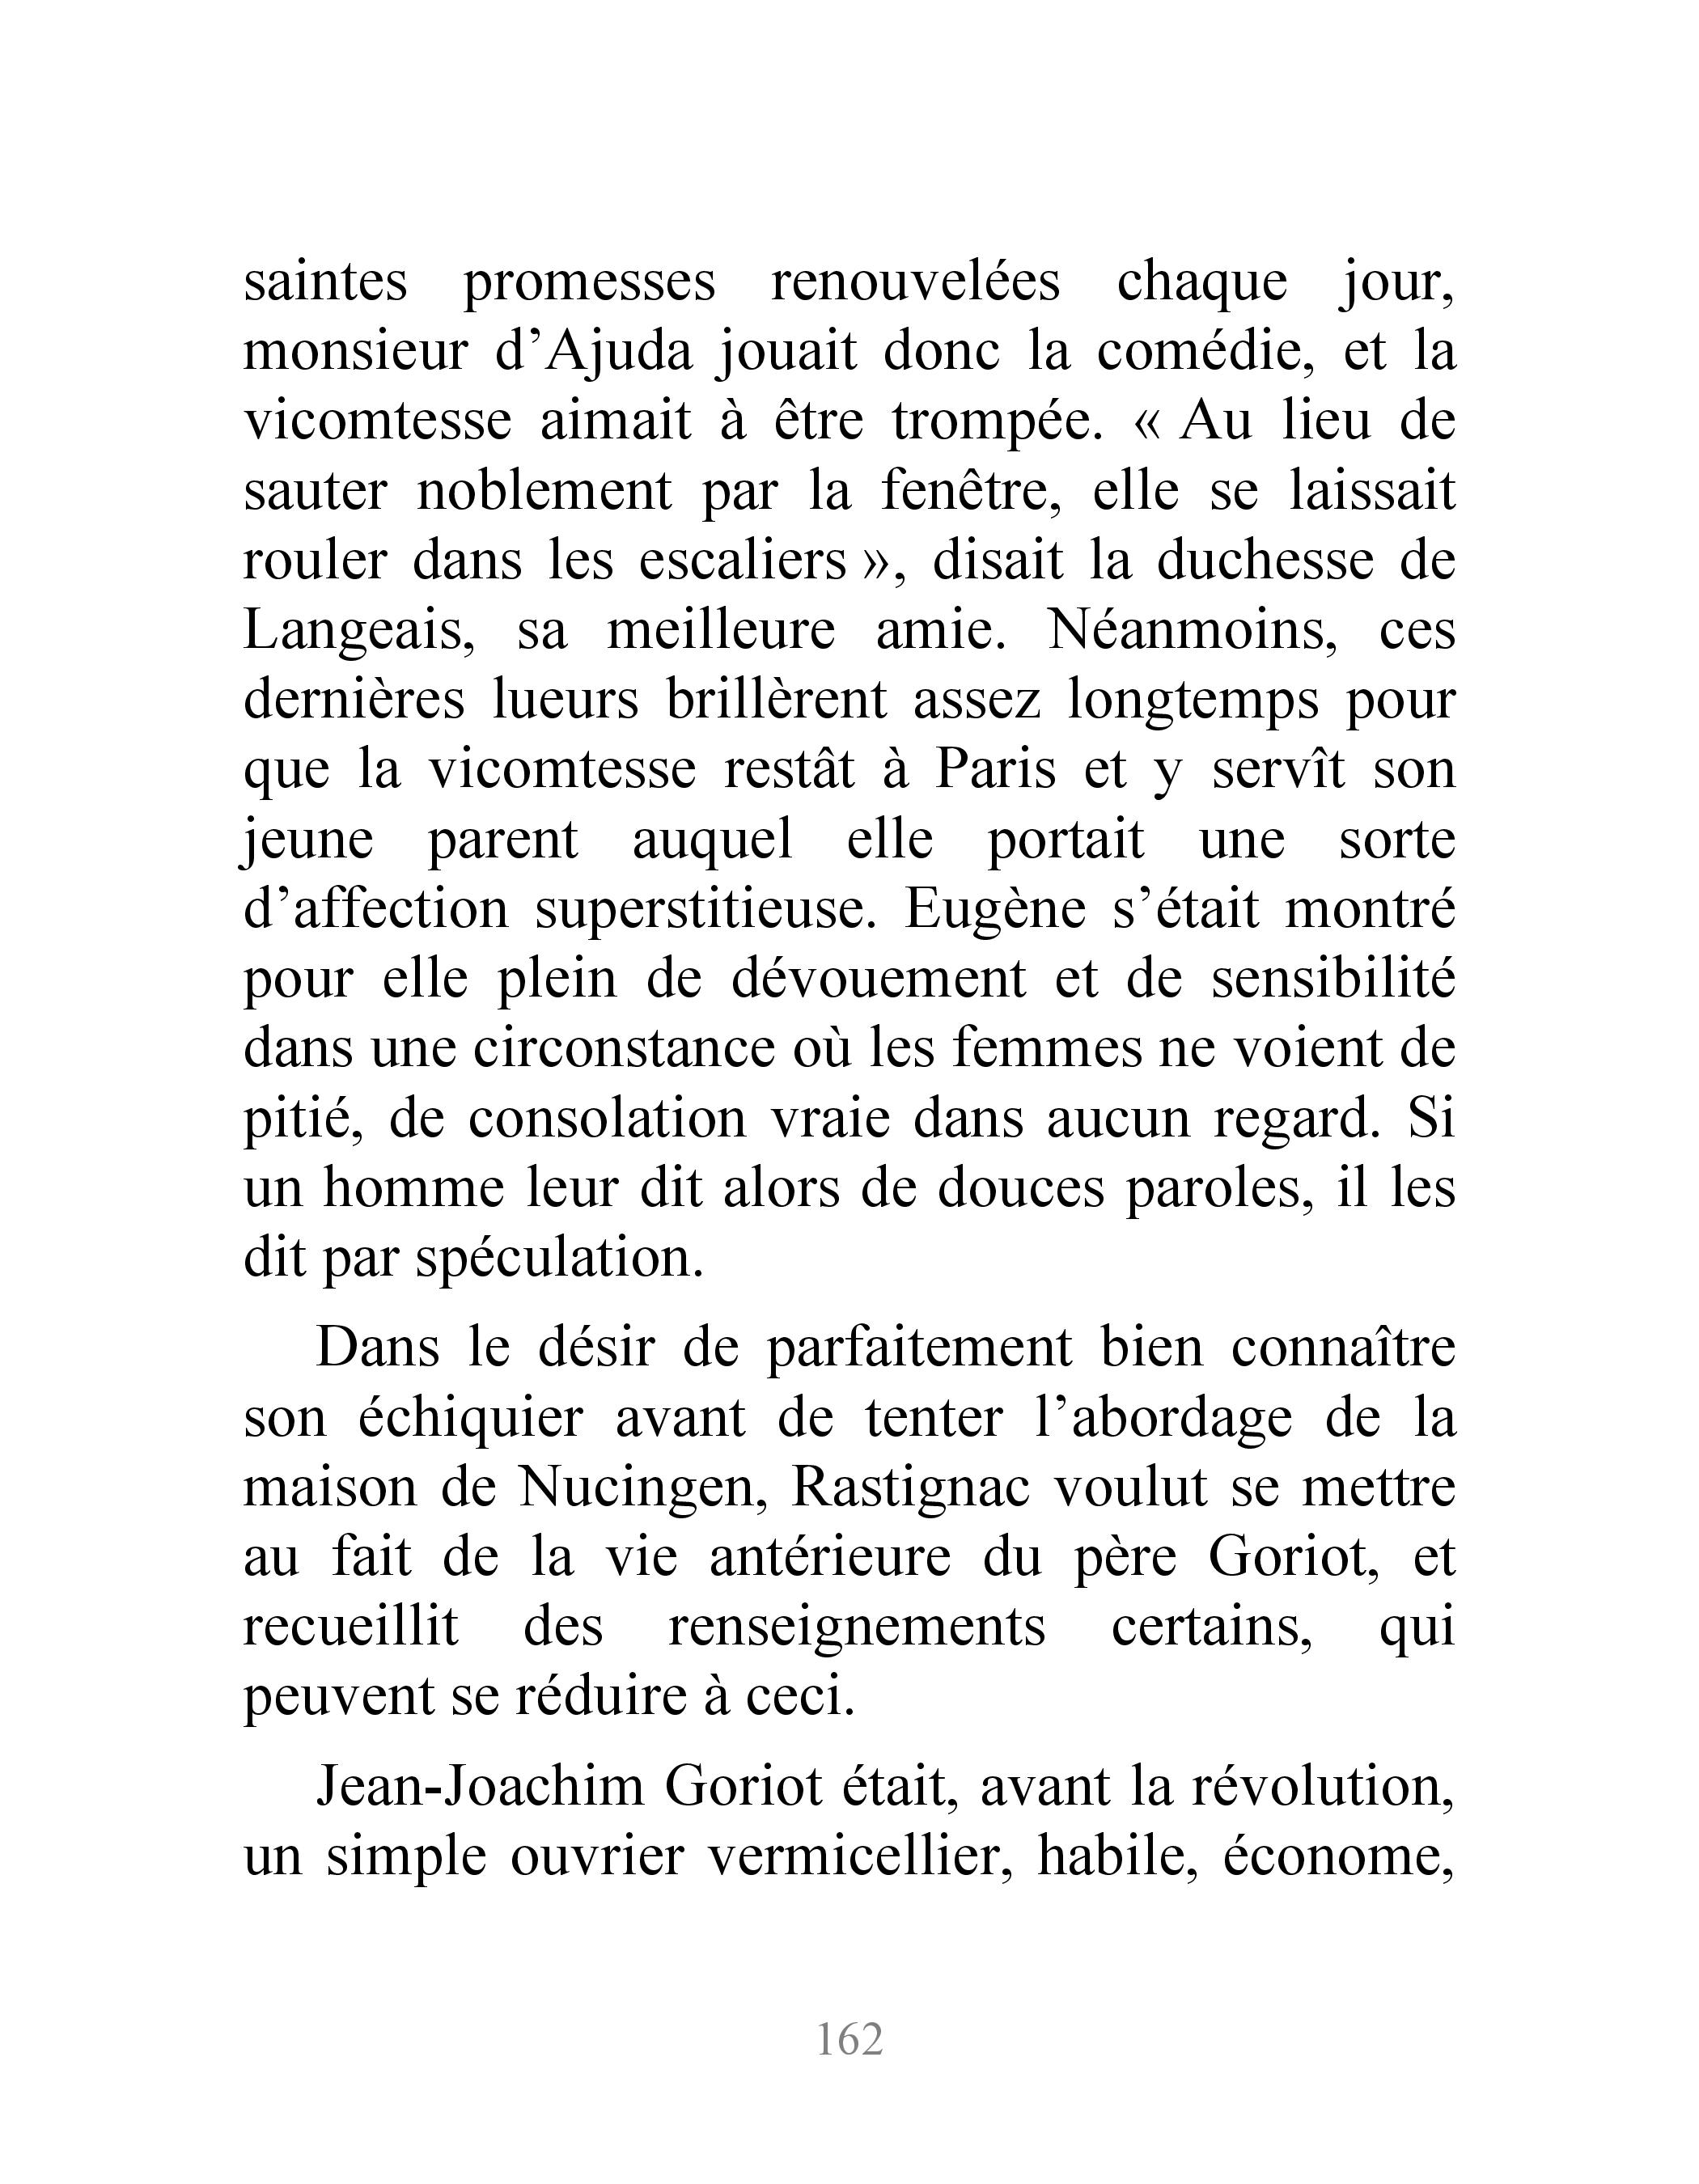 saintes promesses renouvelées chaque jour,
monsieur d’Ajuda jouait donc la comédie, et la
vicomtesse aimait à être trompée. « Au lieu de
sauter noblement par la fenêtre, elle se laissait
rouler dans les escaliers », disait la duchesse de
Langeais, sa meilleure amie. Néanmoins, ces
dernières lueurs brillèrent assez longtemps pour
que la vicomtesse restât à Paris et y servît son
jeune parent auquel elle portait une sorte
d’affection superstitieuse. Eugène s’était montré
pour elle plein de dévouement et de sensibilité
dans une circonstance où les femmes ne voient de
pitié, de consolation vraie dans aucun regard. Si
un homme leur dit alors de douces paroles, il les
dit par spéculation.
Dans le désir de parfaitement bien connaître
son échiquier avant de tenter l’abordage de la
maison de Nucingen, Rastignac voulut se mettre
au fait de la vie antérieure du père Goriot, et
recueillit des renseignements certains, qui
peuvent se réduire à ceci.
Jean-Joachim Goriot était, avant la révolution,
un simple ouvrier vermicellier, habile, économe,
162